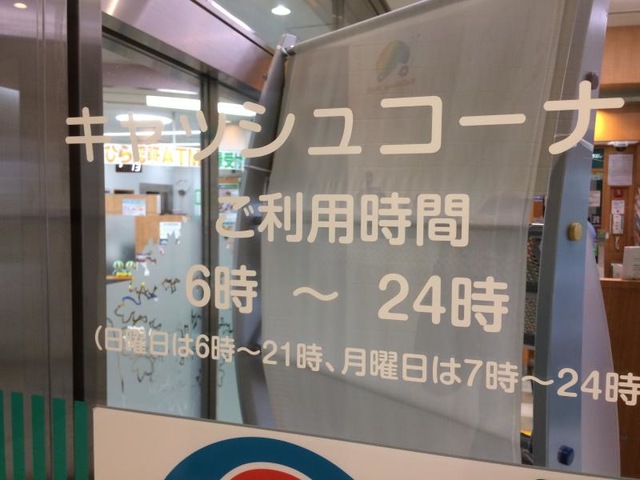 キャッシュコーナ
ご利用時間
6時 ～ 24時
(日曜日は6時～21時、月曜日は7時～24時